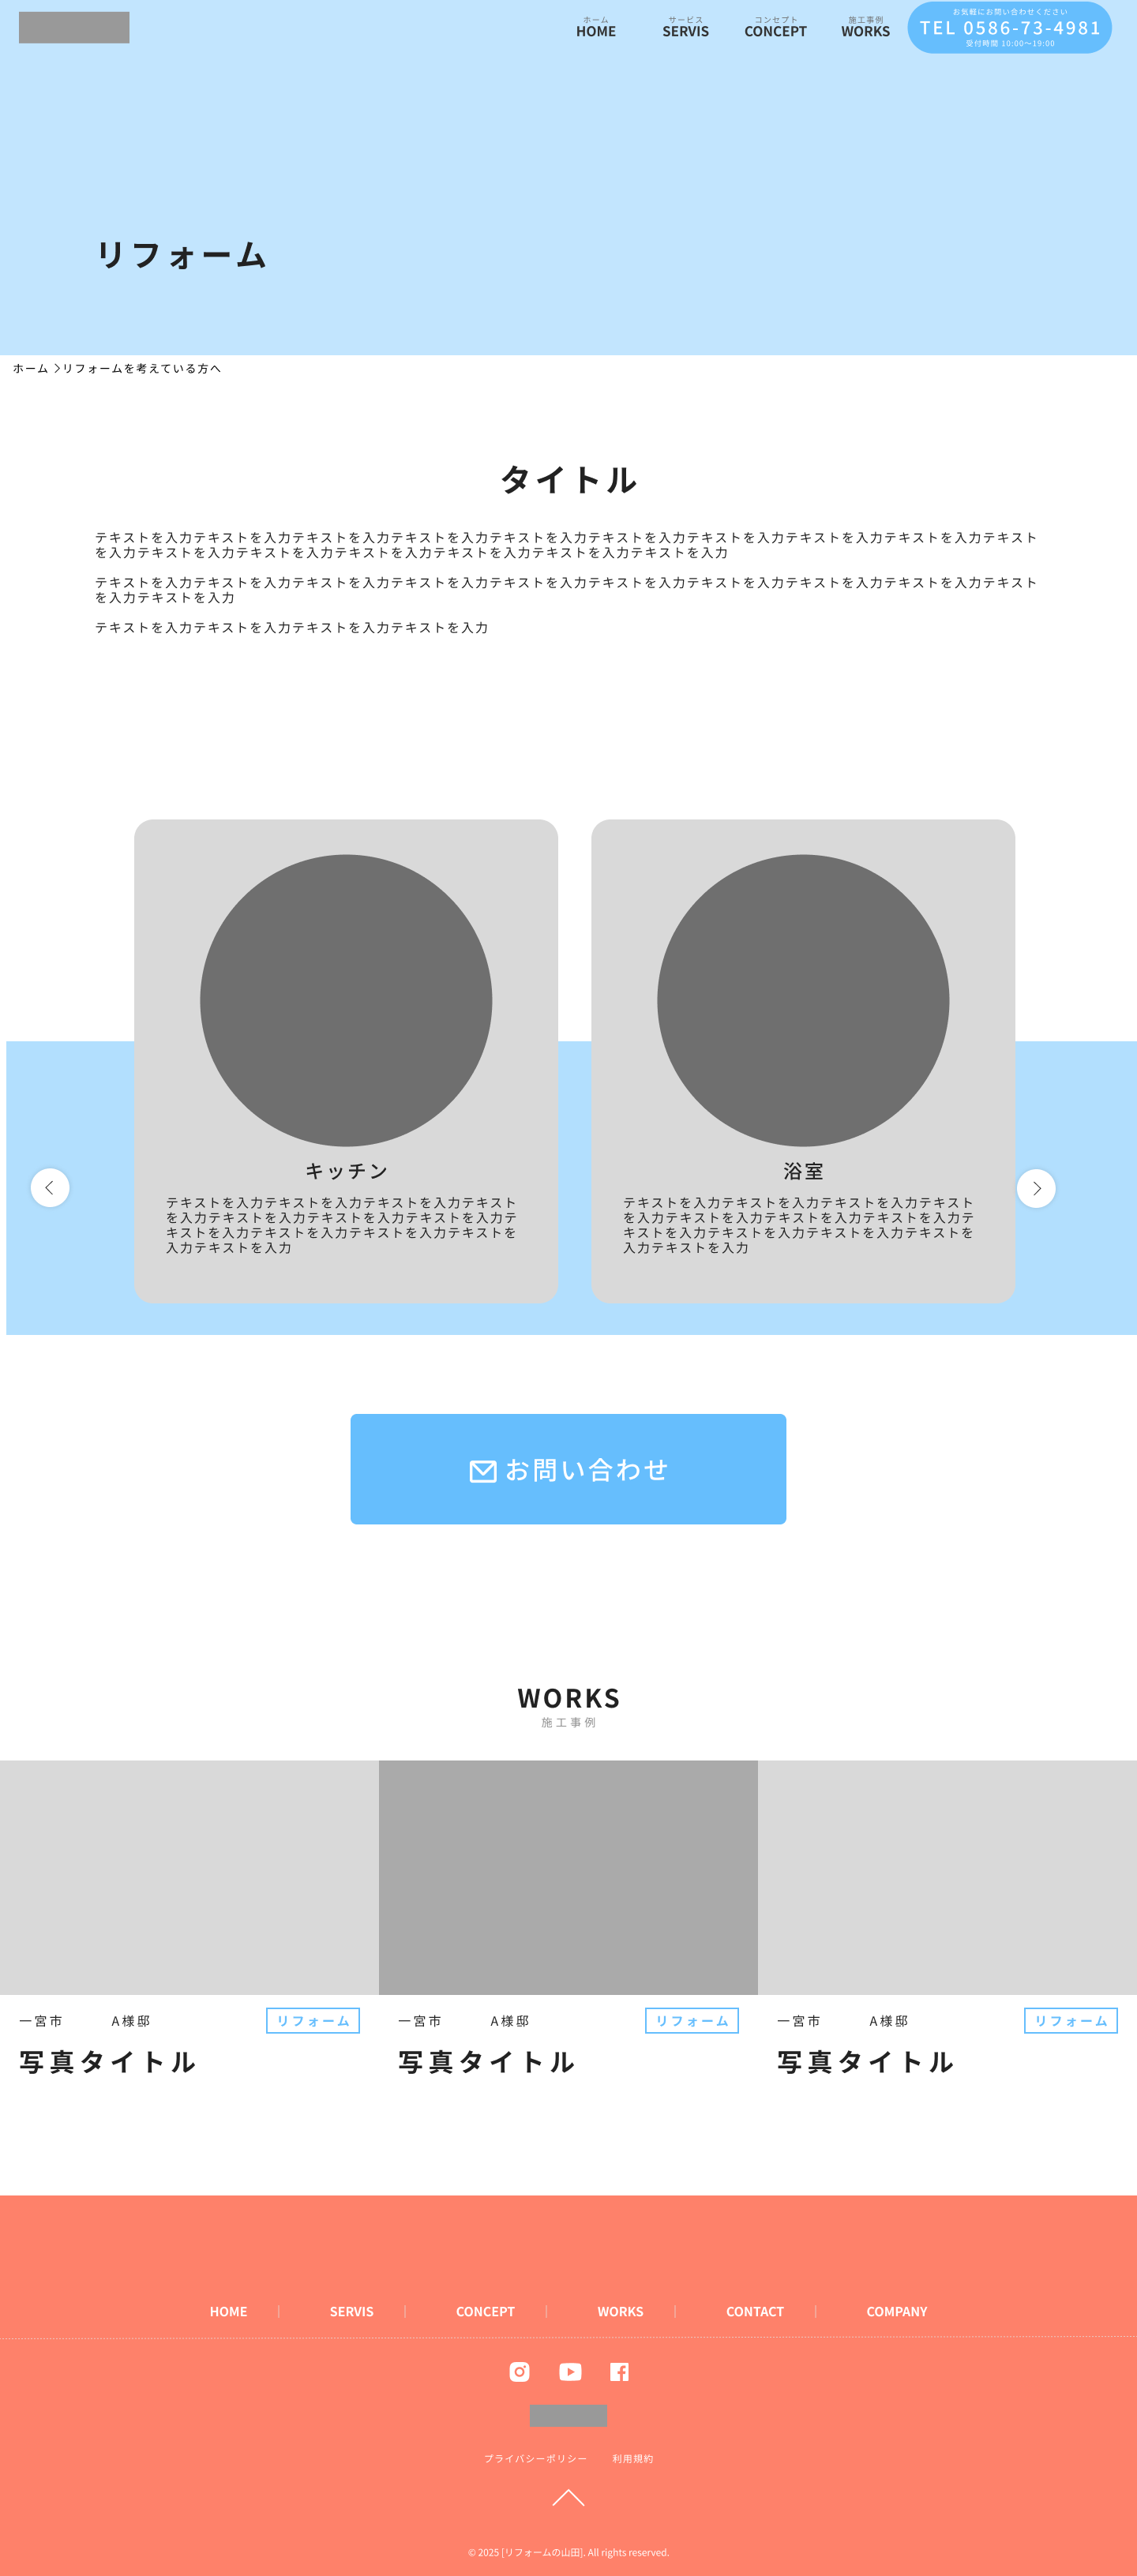 ホーム
HOME
サービス
SERVIS
コンセプト
CONCEPT
施工事例
WORKS
お気軽にお問い合わせください
TEL 0586-73-4981
受付時間 10:00〜19:00
リフォーム
ホーム
リフォームを考えている方へ
タイトル
テキストを入力テキストを入力テキストを入力テキストを入力テキストを入力テキストを入力テキストを入力テキストを入力テキストを入力テキスト
を入力テキストを入力テキストを入力テキストを入力テキストを入力テキストを入力テキストを入力
テキストを入力テキストを入力テキストを入力テキストを入力テキストを入力テキストを入力テキストを入力テキストを入力テキストを入力テキスト
を入力テキストを入力
テキストを入力テキストを入力テキストを入力テキストを入力
キッチン
テキストを入力テキストを入力テキストを入力テキスト
を入力テキストを入力テキストを入力テキストを入力テ
キストを入力テキストを入力テキストを入力テキストを
入力テキストを入力
浴室
テキストを入力テキストを入力テキストを入力テキスト
を入力テキストを入力テキストを入力テキストを入力テ
キストを入力テキストを入力テキストを入力テキストを
入力テキストを入力
お問い合わせ
WORKS
施工事例
一宮市 A様邸 リフォーム
写真タイトル
一宮市 A様邸 リフォーム
写真タイトル
一宮市 A様邸 リフォーム
写真タイトル
HOME SERVIS CONCEPT WORKS CONTACT COMPANY
プライバシーポリシー 利用規約
© 2025 [リフォームの山田]. All rights reserved.